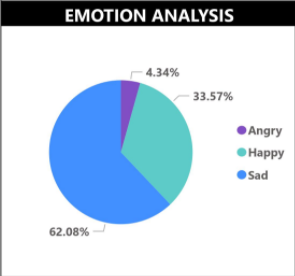 EMOTION ANALYSIS
4.34%
33.57%
Angry
Happy
Sad
62.08%